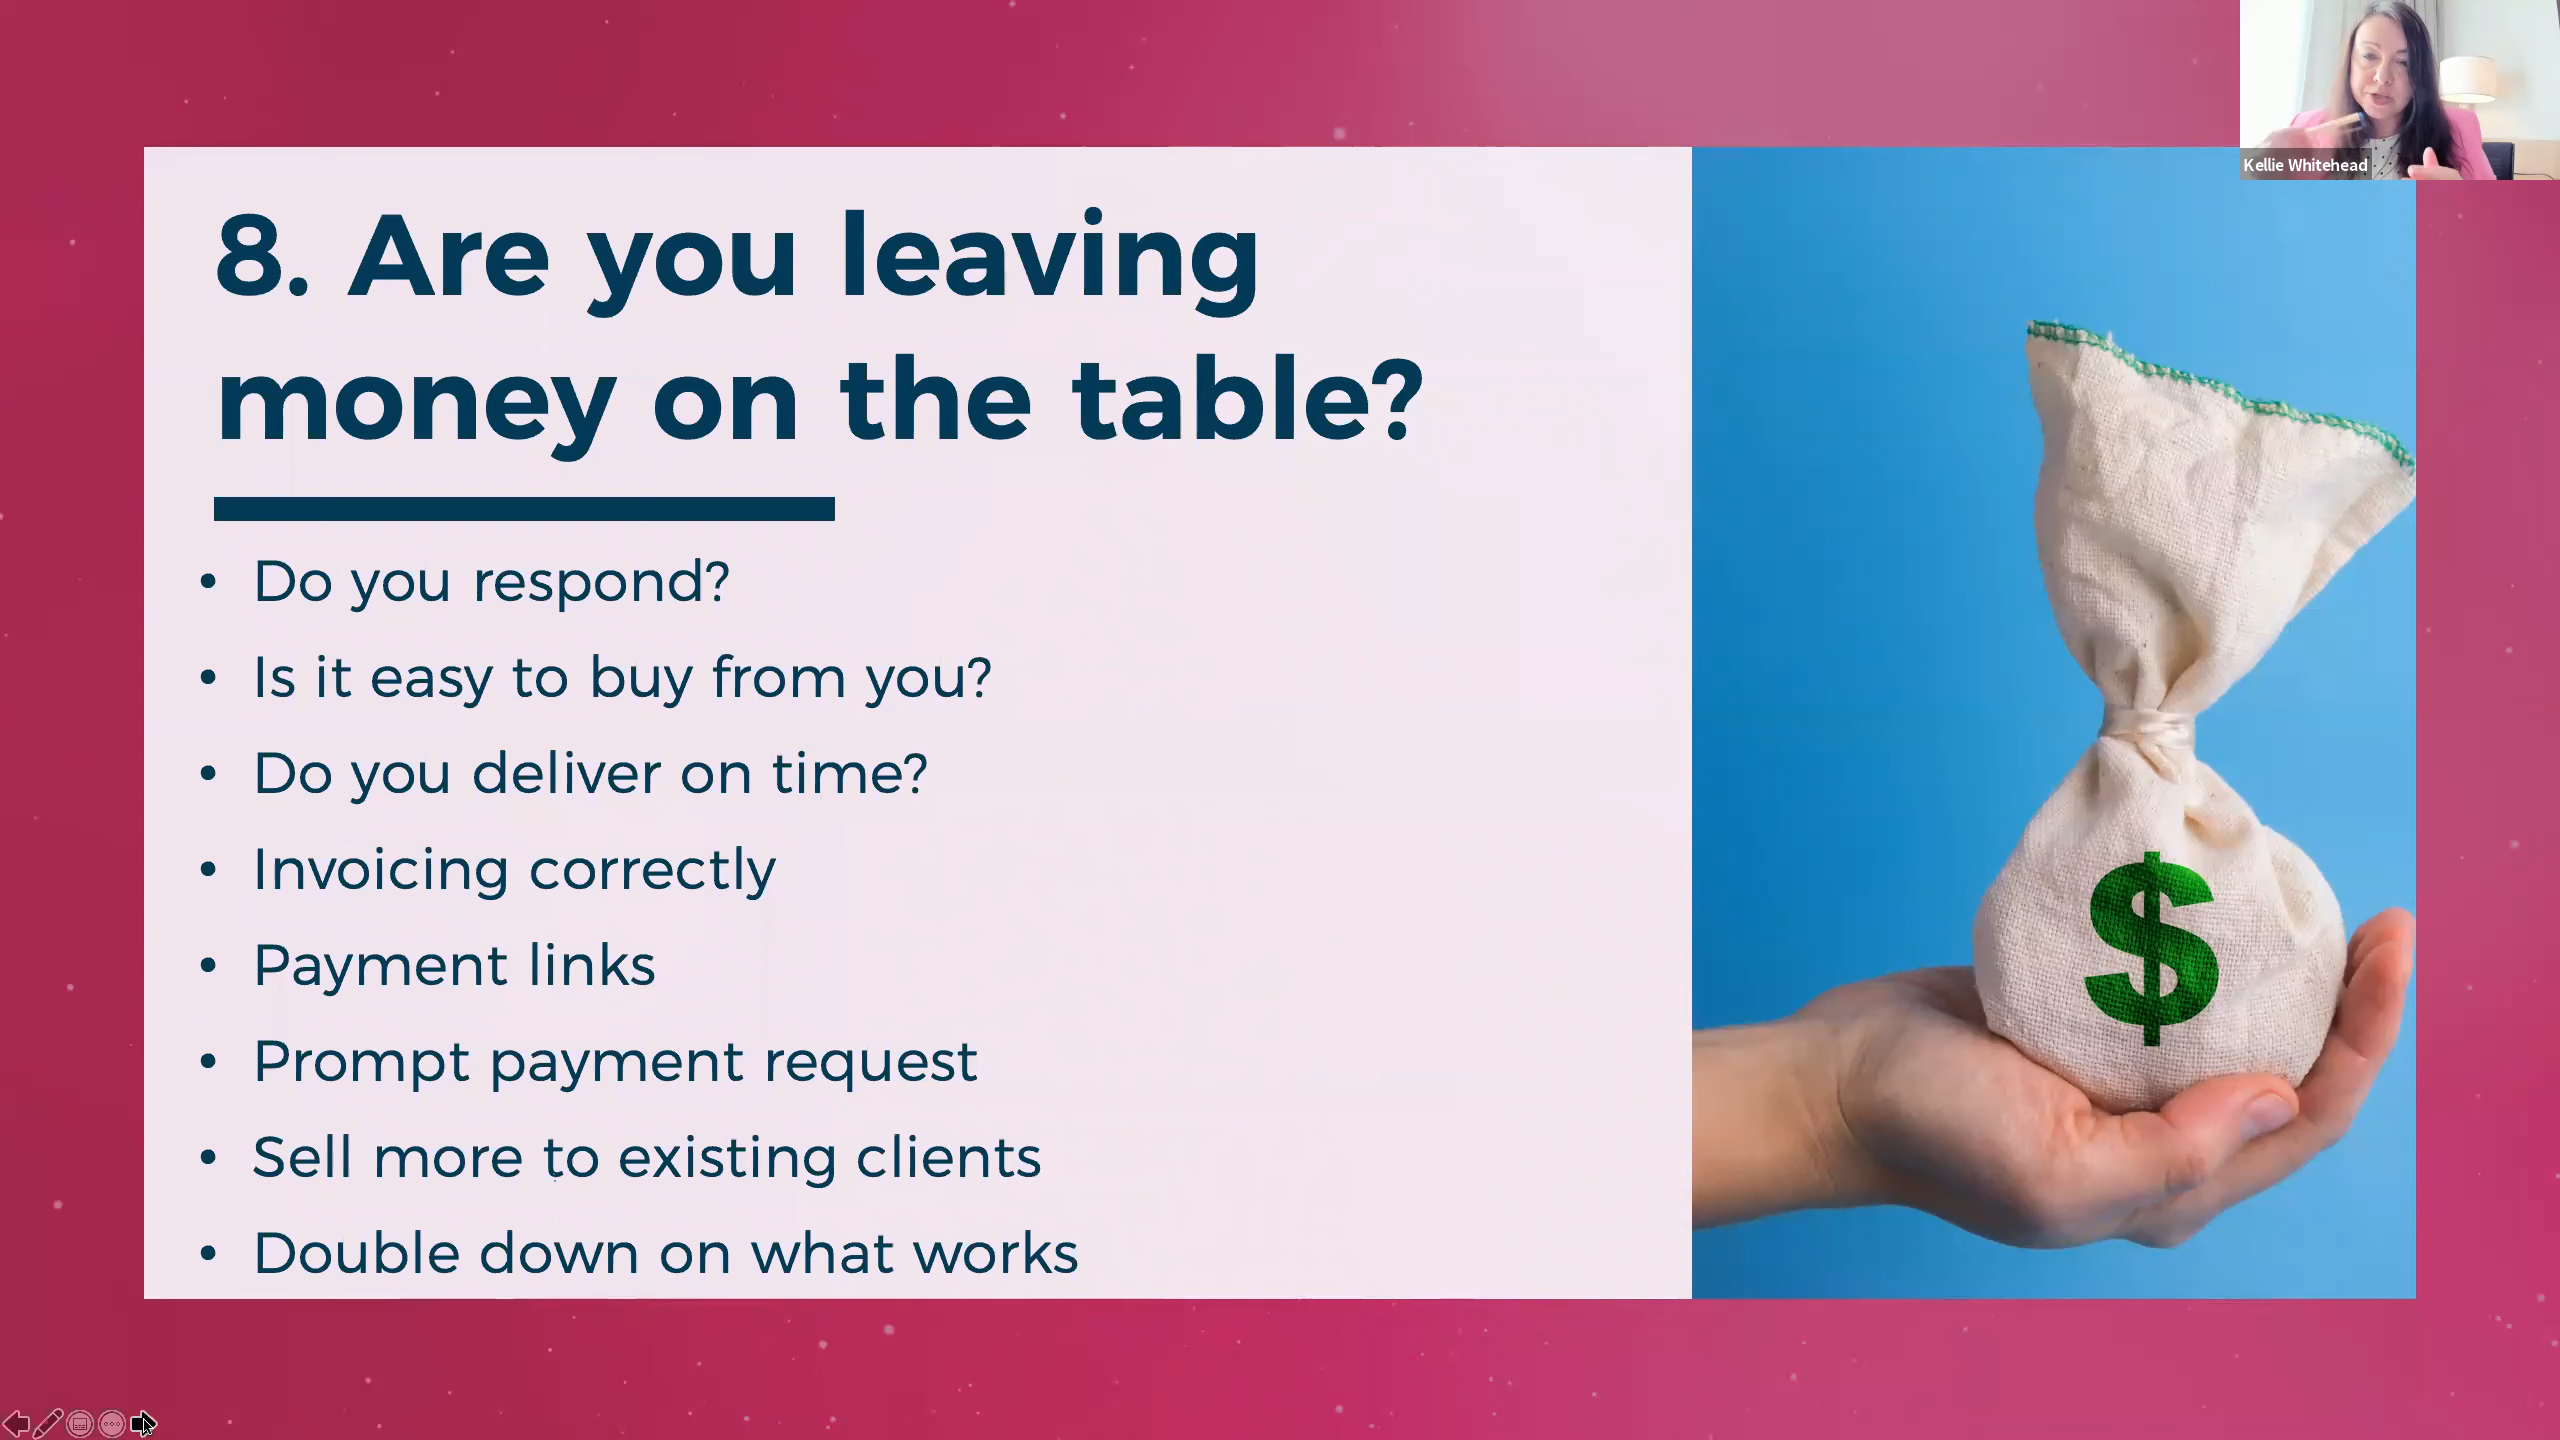 Kellie Whitehead
8. Are you leaving
money on the table?
• Do you respond?
• Is it easy to buy from you?
• Do you deliver on time?
• Invoicing correctly
• Payment links
• Prompt payment request
• Sell more to existing clients
• Double down on what works
$